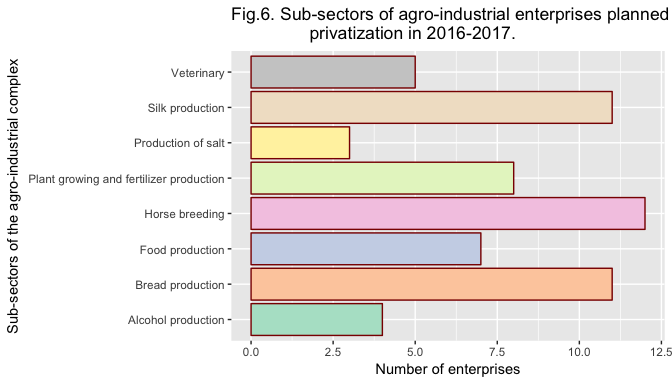 Fig.6. Sub-sectors of agro-industrial enterprises planned
privatization in 2016-2017.
Sub-sectors of the agro-industrial complex
Veterinary
Silk production
Production of salt
Plant growing and fertilizer production
Horse breeding
Food production
Bread production
Alcohol production
0.0 2.5 5.0 7.5 10.0 12.5
Number of enterprises